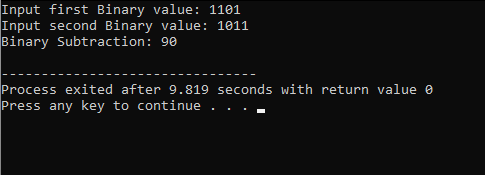 Input first Binary value: 1101
Input second Binary value: 1011
Binary Subtraction: 90
--------------------------------
Process exited after 9.819 seconds with return value 0
Press any key to continue . . .